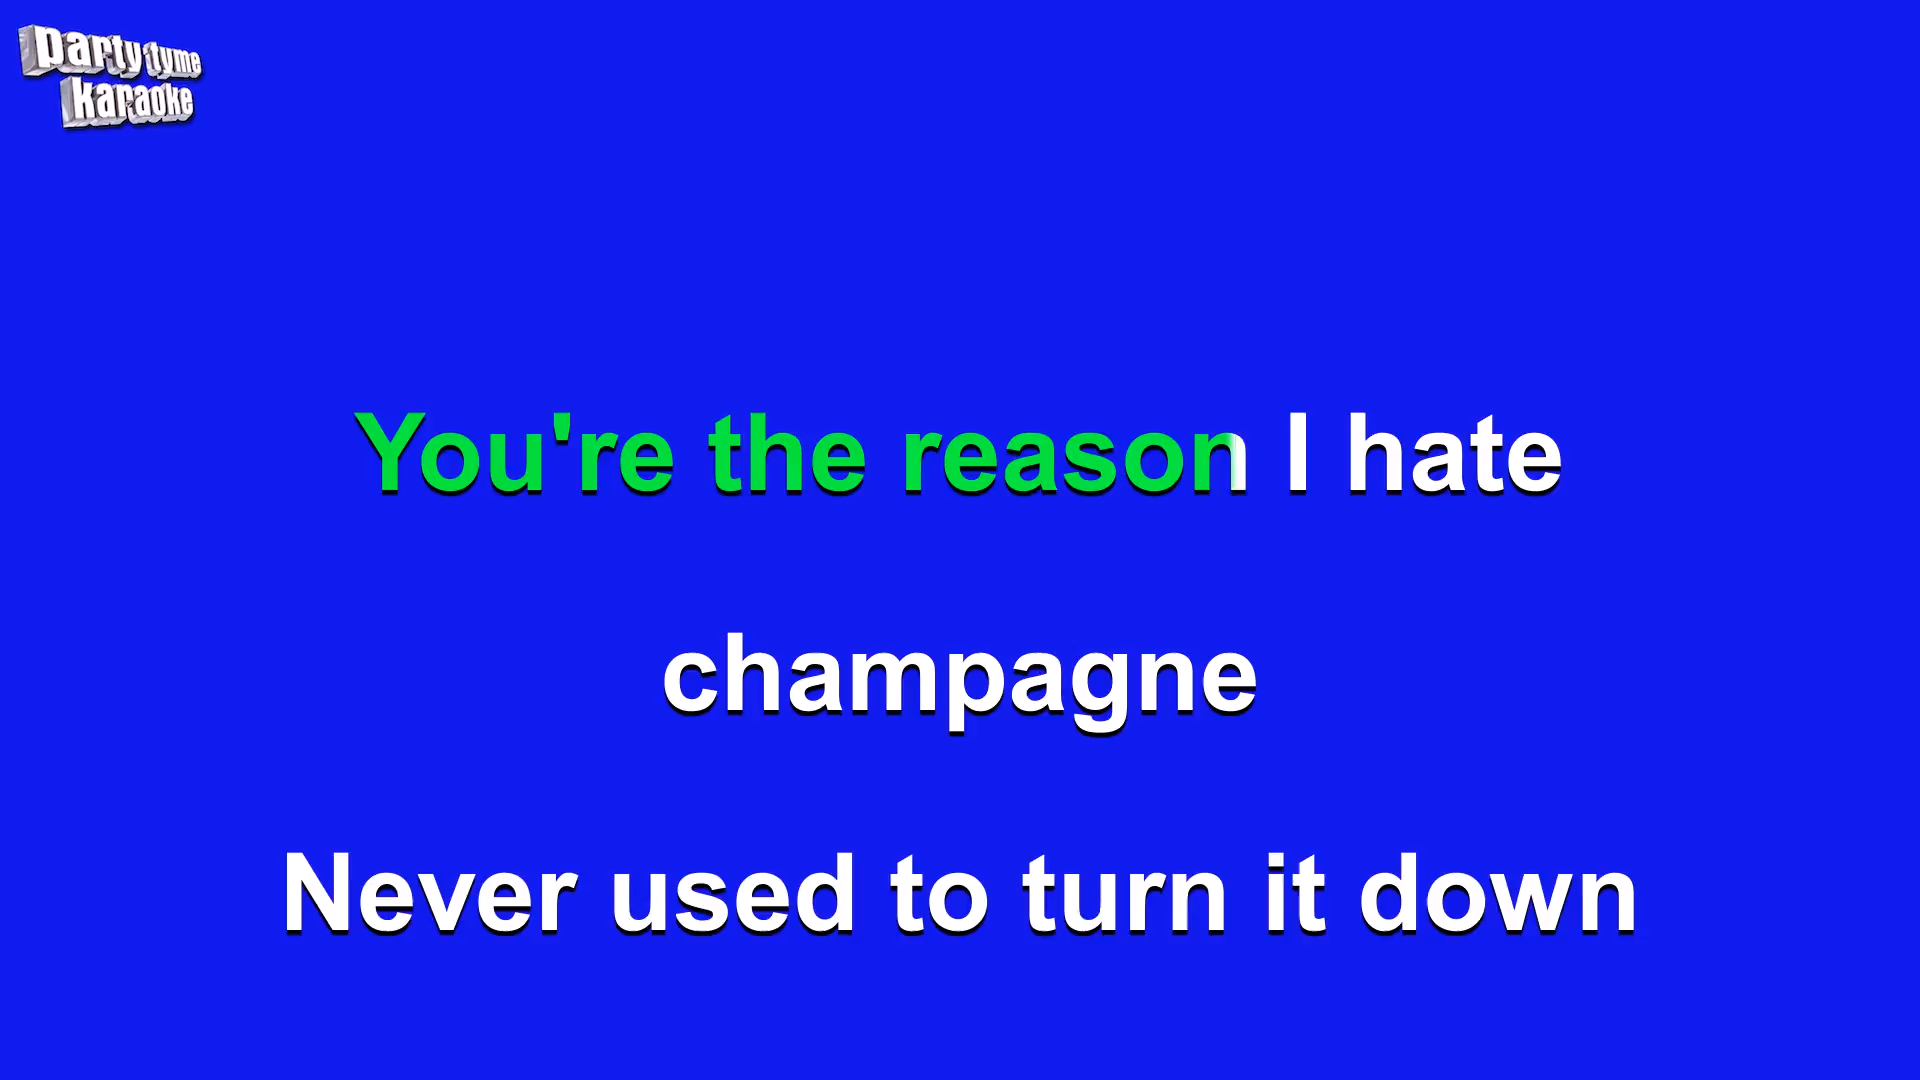 party tyme
karaoke
You're the reason I hate
champagne
Never used to turn it down